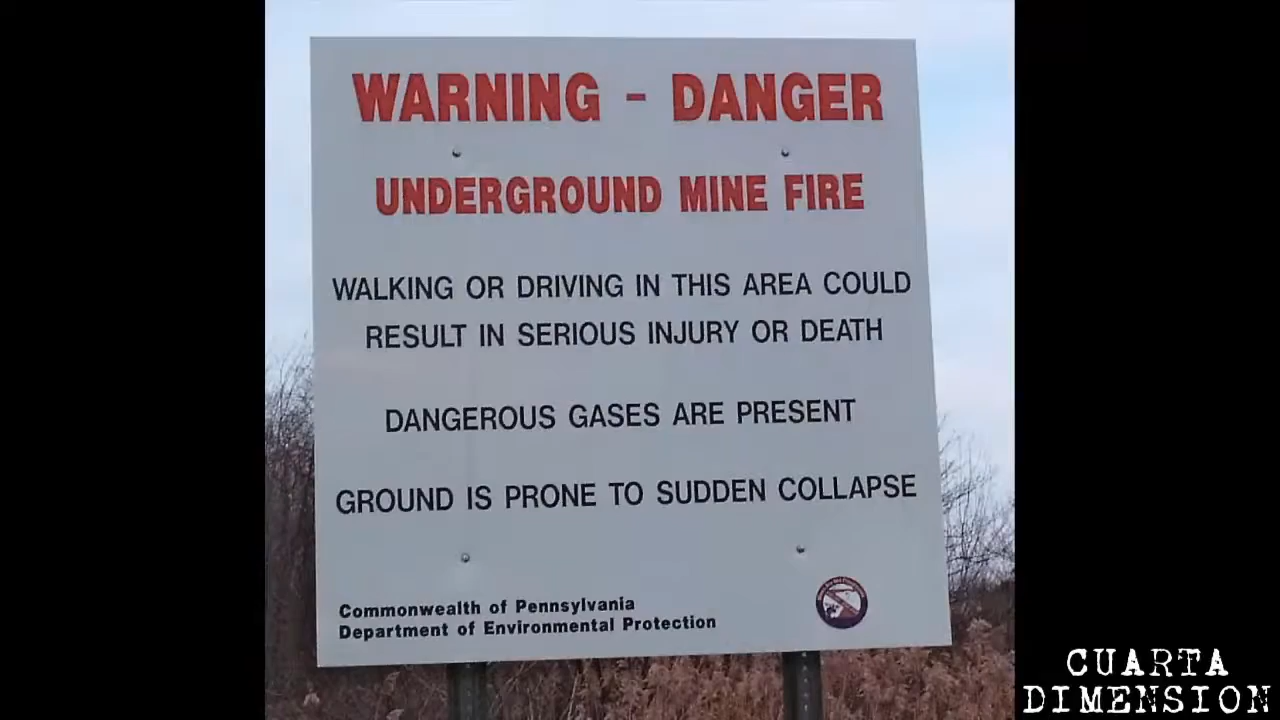 WARNING - DANGER
UNDERGROUND MINE FIRE
WALKING OR DRIVING IN THIS AREA COULD
RESULT IN SERIOUS INJURY OR DEATH
DANGEROUS GASES ARE PRESENT
GROUND IS PRONE TO SUDDEN COLLAPSE
Commonwealth of Pennsylvania
Department of Environmental Protection
CUARTA
DIMENSION